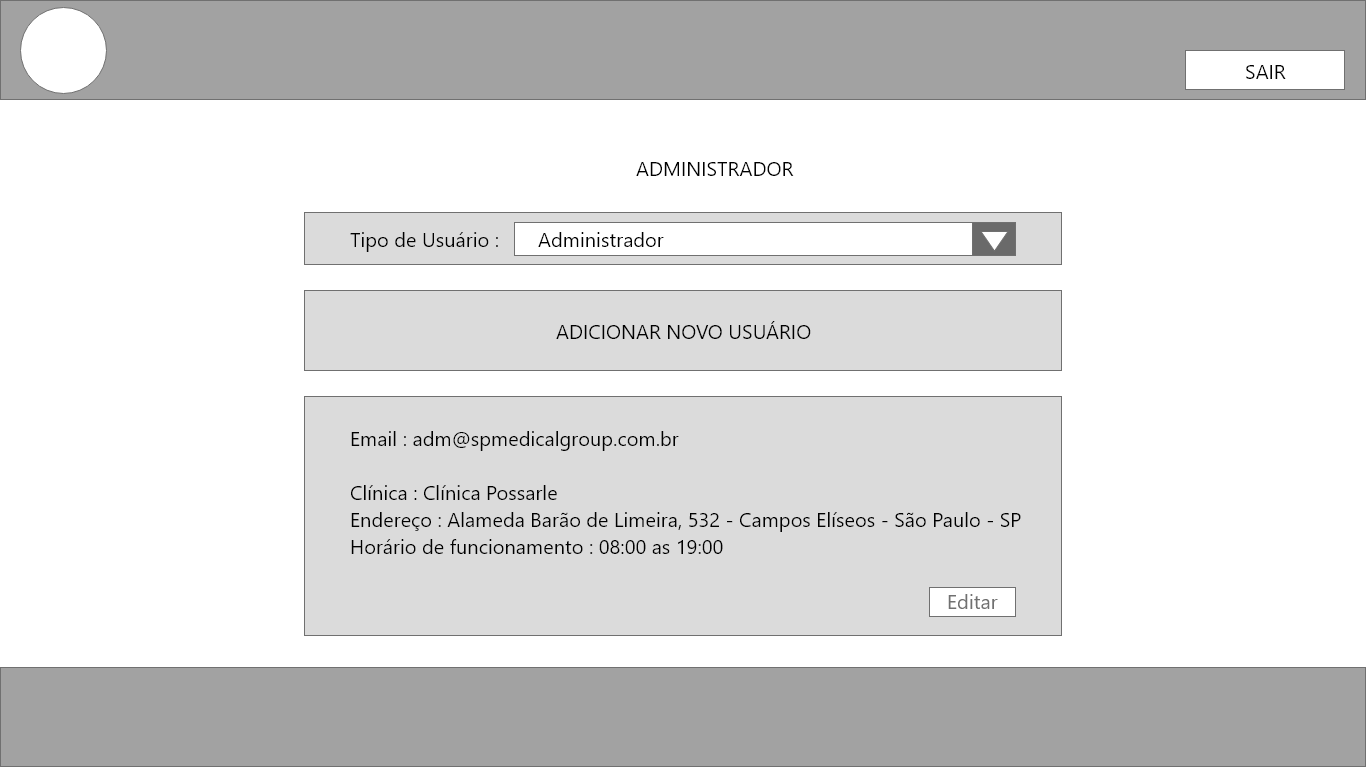 SAIR
ADMINISTRADOR
Tipo de Usuário : Administrador
ADICIONAR NOVO USUÁRIO
Email : adm@spmedicalgroup.com.br
Clínica : Clínica Possarle
Endereço : Alameda Barão de Limeira, 532 - Campos Elíseos - São Paulo - SP
Horário de funcionamento : 08:00 as 19:00
Editar